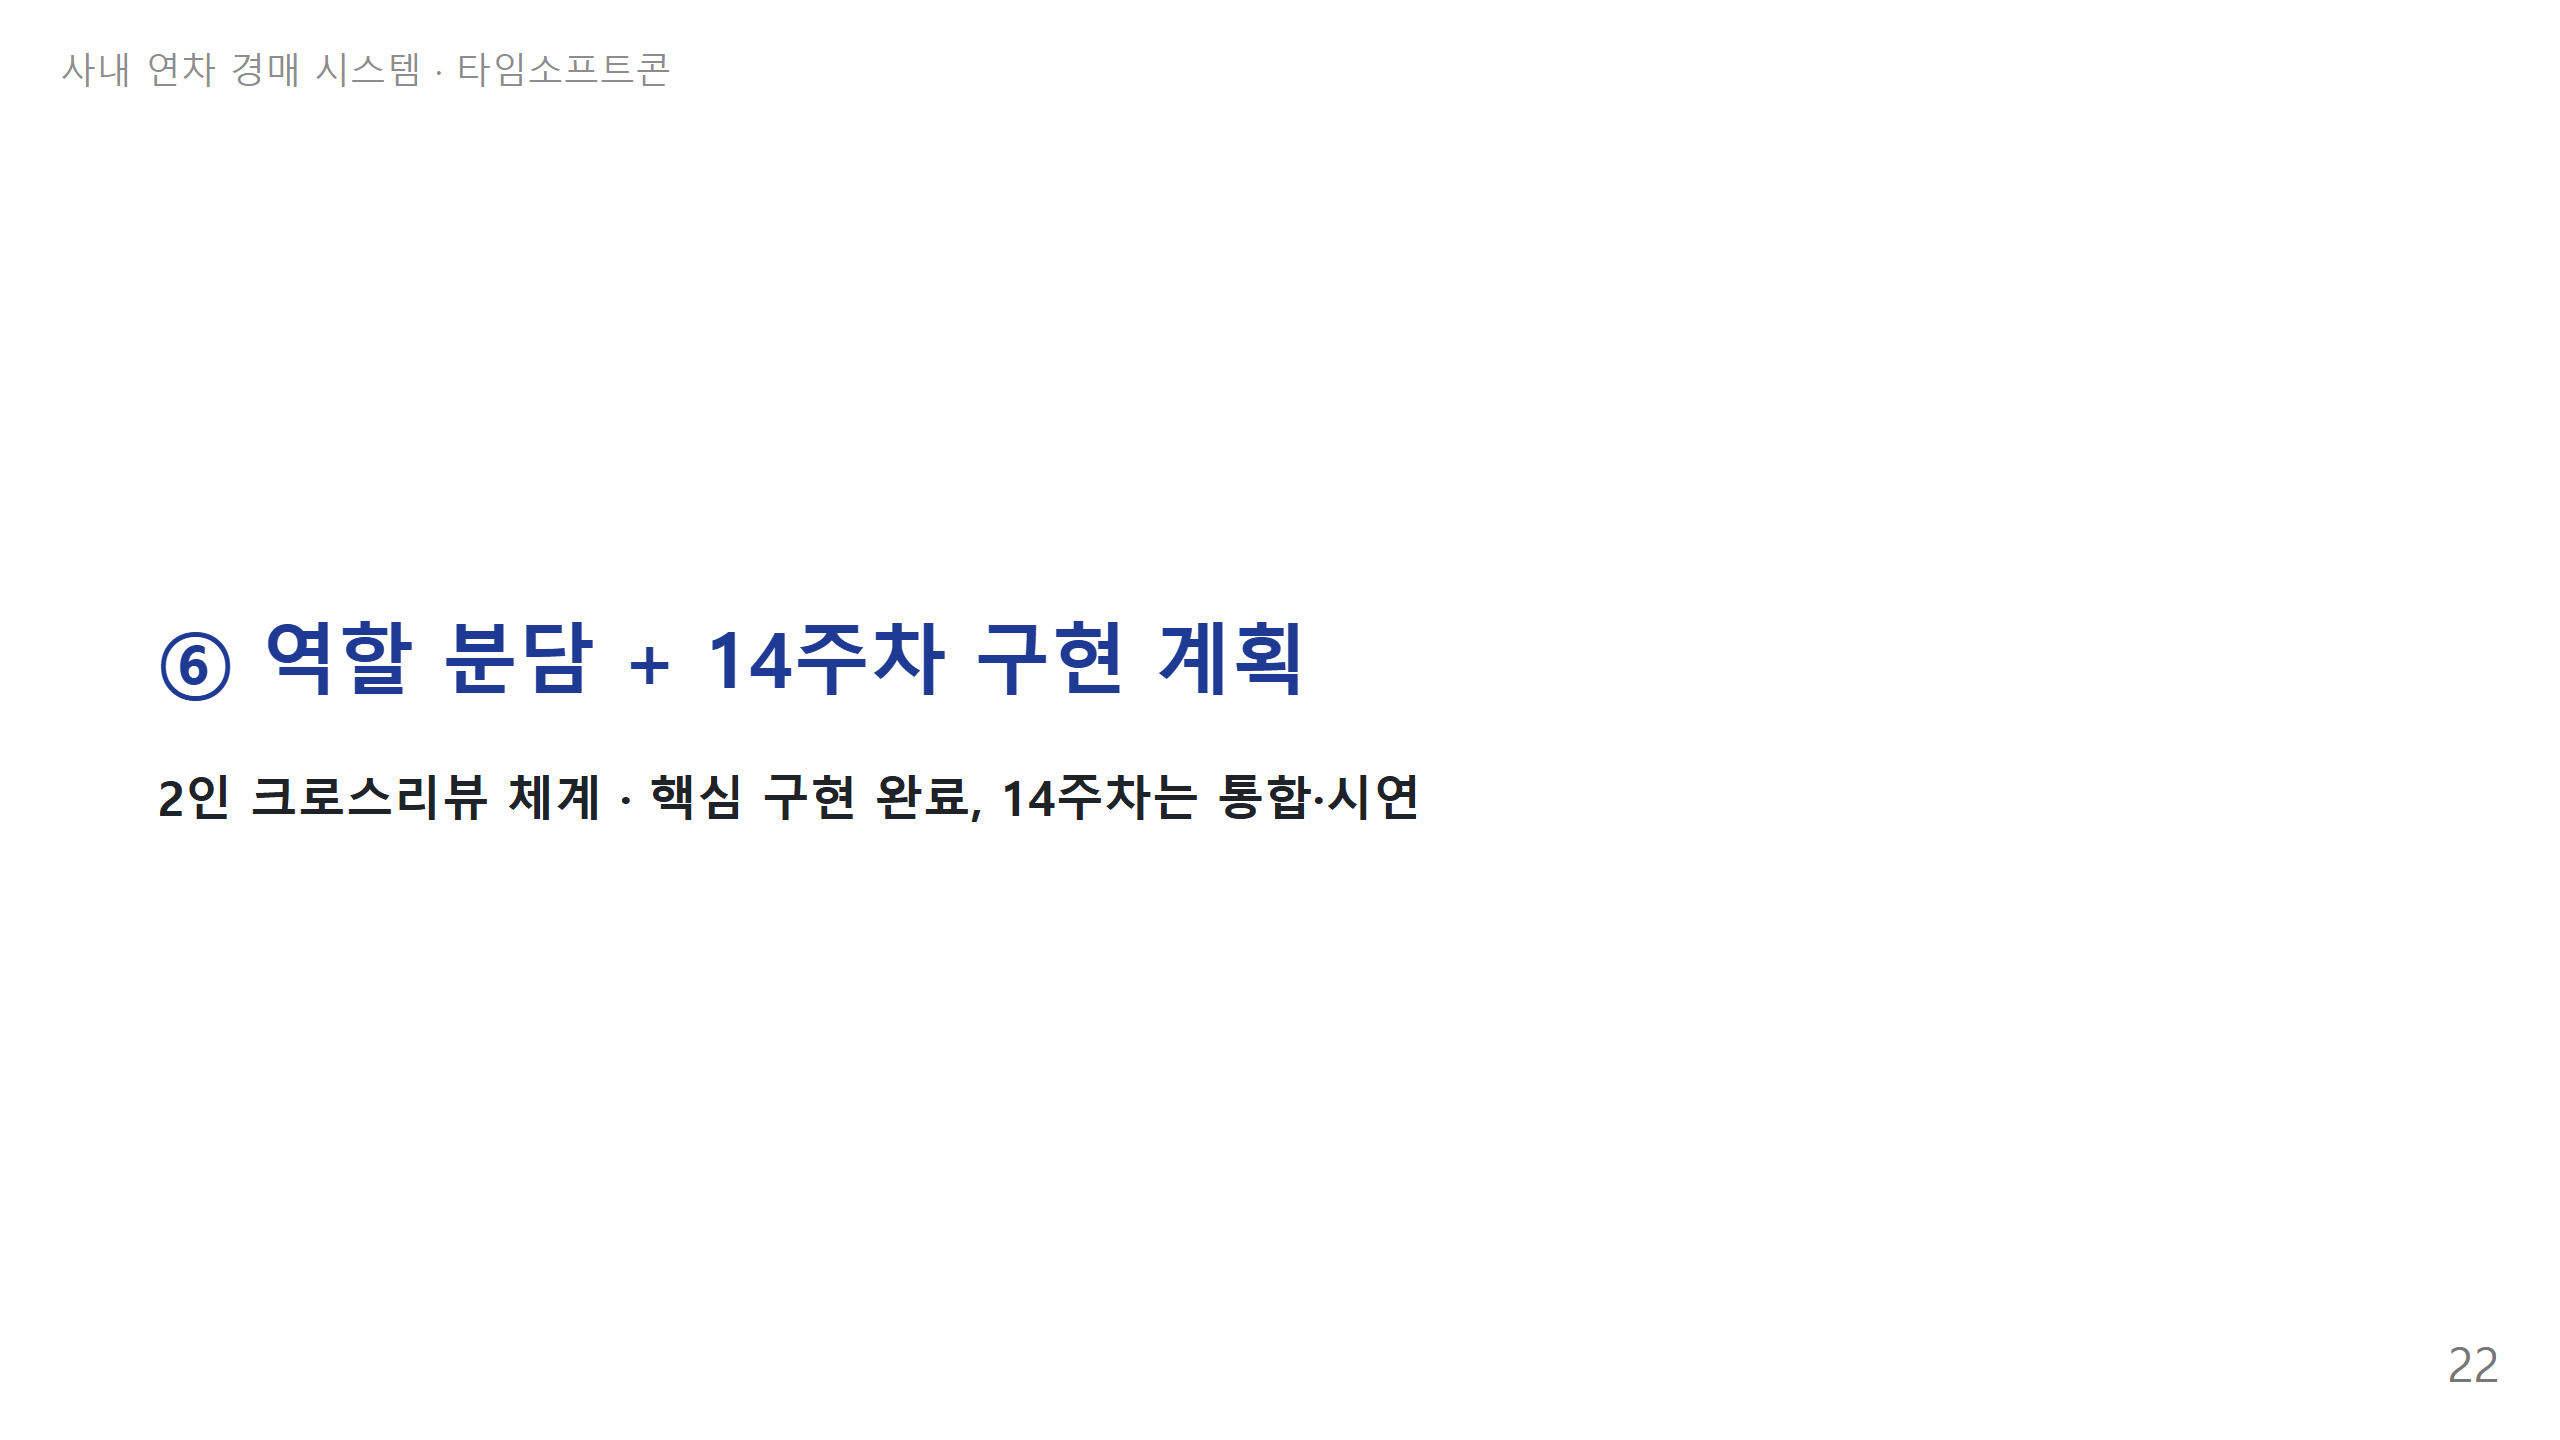 사내 연차 경매 시스템 · 타임소프트콘
⑥ 역할 분담 + 14주차 구현 계획
2인 크로스리뷰 체계 · 핵심 구현 완료, 14주차는 통합·시연
22